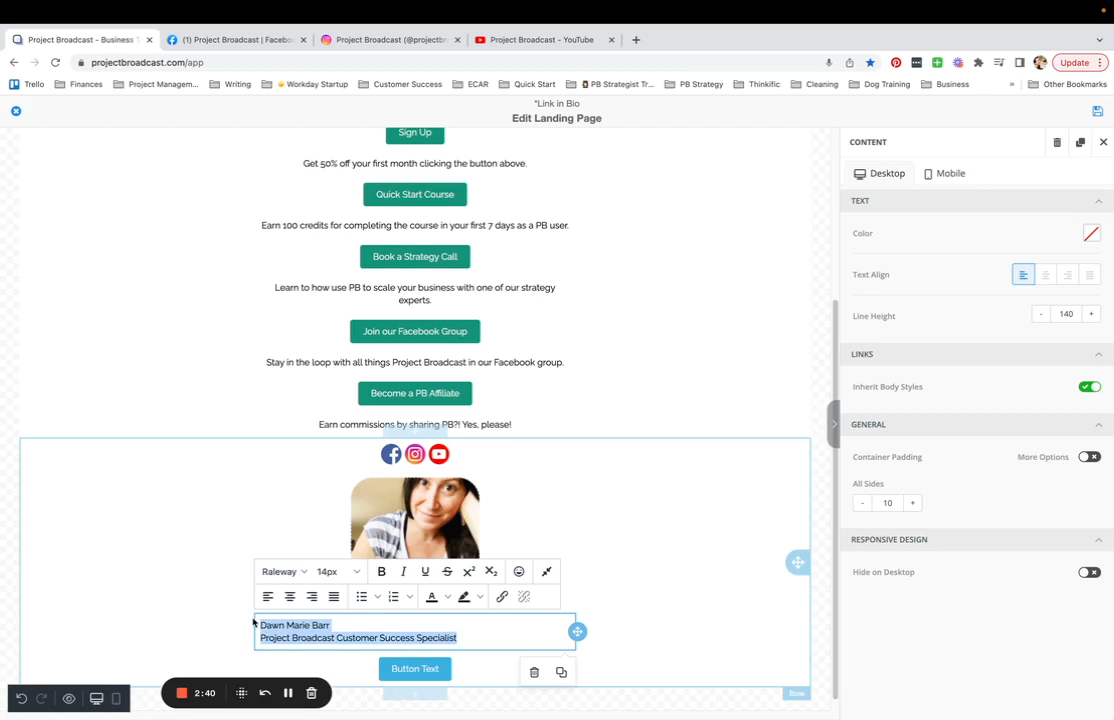 Project Broadcast - Business T
(1) Project Broadcast | Facebo
Project Broadcast (@projectbr
Project Broadcast - YouTube
projectbroadcast.com/app
Update
Trello
Finances
Project Managem...
Writing
Workday Startup
Customer Success
ECAR
Quick Start
PB Strategist Tr...
PB Strategy
Thinkific
Cleaning
Dog Training
Business
»
Other Bookmarks
*Link in Bio
Edit Landing Page
Sign Up
Get 50% off your first month clicking the button above.
Quick Start Course
Earn 100 credits for completing the course in your first 7 days as a PB user.
Book a Strategy Call
Learn to how use PB to scale your business with one of our strategy
experts.
Join our Facebook Group
Stay in the loop with all things Project Broadcast in our Facebook group.
Become a PB Affiliate
Earn commissions by sharing PB?! Yes, please!
Raleway
14px
B I U S X² X₂
A
Dawn Marie Barr
Project Broadcast Customer Success Specialist
Button Text
Row
2:40
CONTENT
Desktop
Mobile
TEXT
Color
Text Align
Line Height
- 140 +
LINKS
Inherit Body Styles
GENERAL
Container Padding
More Options
All Sides
- 10 +
RESPONSIVE DESIGN
Hide on Desktop